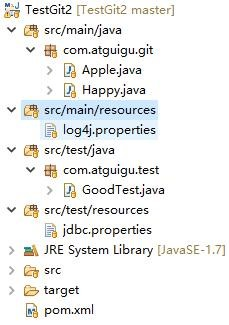 TestGit2 [TestGit2 master]
src/main/java
com.atguigu.git
Apple.java
Happy.java
src/main/resources
log4j.properties
src/test/java
com.atguigu.test
GoodTest.java
src/test/resources
jdbc.properties
JRE System Library [JavaSE-1.7]
src
target
pom.xml